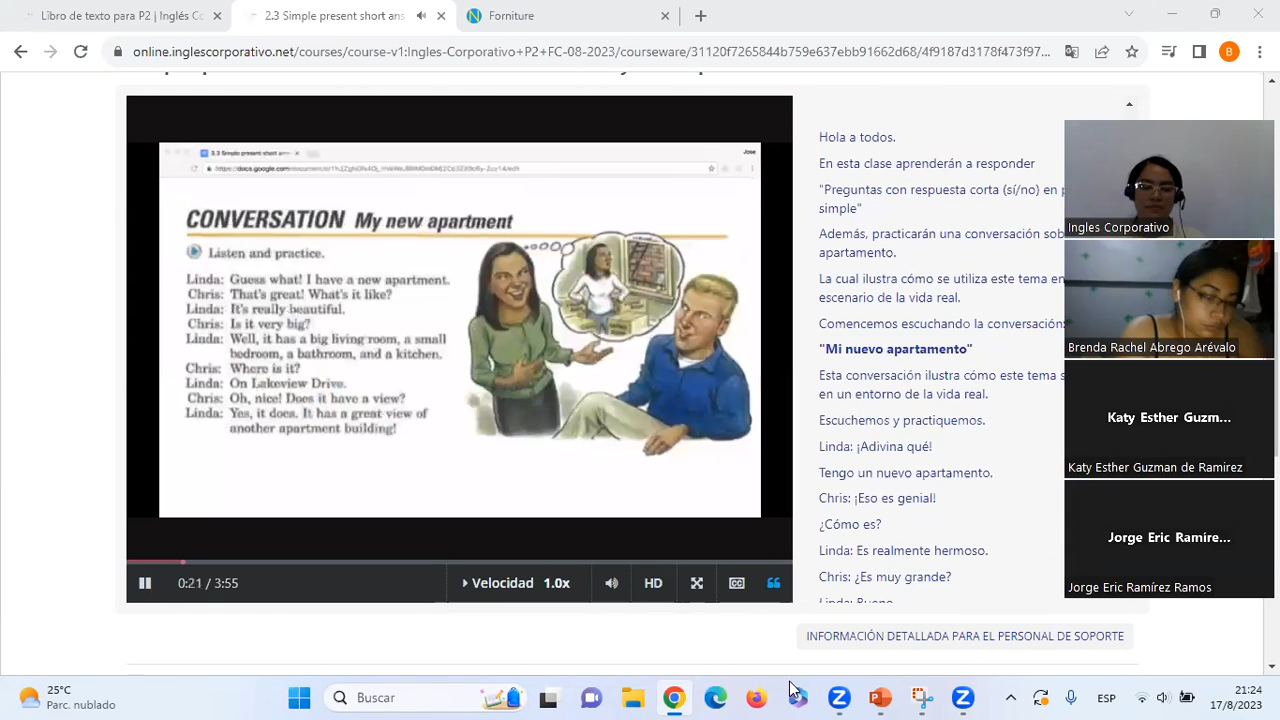 Libro de texto para P2 | Inglés Co
2.3 Simple present short ans
Forniture
online.inglescorporativo.net/courses/course-v1:Ingles-Corporativo+P2+FC-08-2023/courseware/31120f7265844b759e637ebb91662d68/4f9187d3178f473f97...
B
2.3 Simple present short ans
Jose
CONVERSATION My new apartment
Listen and practice.
Linda: Guess what! I have a new apartment.
Chris: That's great! What's it like?
Linda: It's really beautiful.
Chris: Is it very big?
Linda: Well, it has a big living room, a small
bedroom, a bathroom, and a kitchen.
Chris: Where is it?
Linda: On Lakeview Drive.
Chris: Oh, nice! Does it have a view?
Linda: Yes, it does. It has a great view of
another apartment building!
0:21 / 3:55
Velocidad 1.0x
HD
Hola a todos.
En esta clase aprenderán a responder
"Preguntas con respuesta corta (sí/no) en p
simple"
Además, practicarán una conversación sob
apartamento.
La cual ilustra cómo se utiliza este tema en
escenario de la vida real.
Comencemos escuchando la conversación:
"Mi nuevo apartamento"
Esta conversación ilustra cómo este tema s
en un entorno de la vida real.
Escuchemos y practiquemos.
Linda: ¡Adivina qué!
Tengo un nuevo apartamento.
Chris: ¡Eso es genial!
¿Cómo es?
Linda: Es realmente hermoso.
Chris: ¿Es muy grande?
Linda: Bueno
Ingles Corporativo
Brenda Rachel Abrego Arévalo
Katy Esther Guzm...
Katy Esther Guzman de Ramirez
Jorge Eric Ramíre...
Jorge Eric Ramírez Ramos
INFORMACIÓN DETALLADA PARA EL PERSONAL DE SOPORTE
25°C
Parc. nublado
Buscar
ESP
21:24
17/8/2023